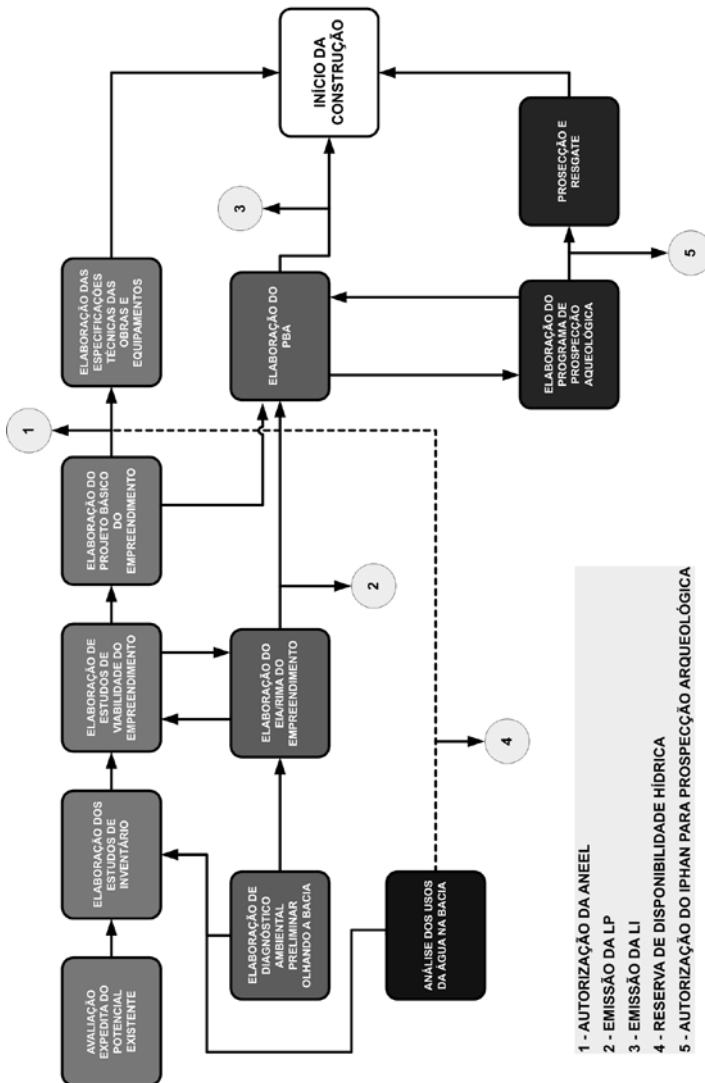 AVALIAÇÃO
EXPEDITA DO
POTENCIAL
EXISTENTE
ELABORAÇÃO DOS
ESTUDOS DE
INVENTÁRIO
ELABORAÇÃO DE
ESTUDOS DE
VIABILIDADE DO
EMPREENDIMENTO
ELABORAÇÃO DO
PROJETO BÁSICO
DO
EMPREENDIMENTO
1
ELABORAÇÃO DAS
ESPECIFICAÇÕES
TÉCNICAS DAS
OBRAS E
EQUIPAMENTOS
ELABORAÇÃO DE
DIAGNÓSTICO
AMBIENTAL
PRELIMINAR
OLHANDO A BACIA
ELABORAÇÃO DO
EIA/RIMA DO
EMPREENDIMENTO
2
ELABORAÇÃO DO
PBA
3
INÍCIO DA
CONSTRUÇÃO
ANÁLISE DOS USOS
DA ÁGUA NA BACIA
4
ELABORAÇÃO DO
PROGRAMA DE
PROSPECÇÃO
AQUEOLÓGICA
5
PROSECÇÃO E
RESGATE
1 - AUTORIZAÇÃO DA ANEEL
2 - EMISSÃO DA LP
3 - EMISSÃO DA LI
4 - RESERVA DE DISPONIBILIDADE HÍDRICA
5 - AUTORIZAÇÃO DO IPHAN PARA PROSPECÇÃO ARQUEOLÓGICA